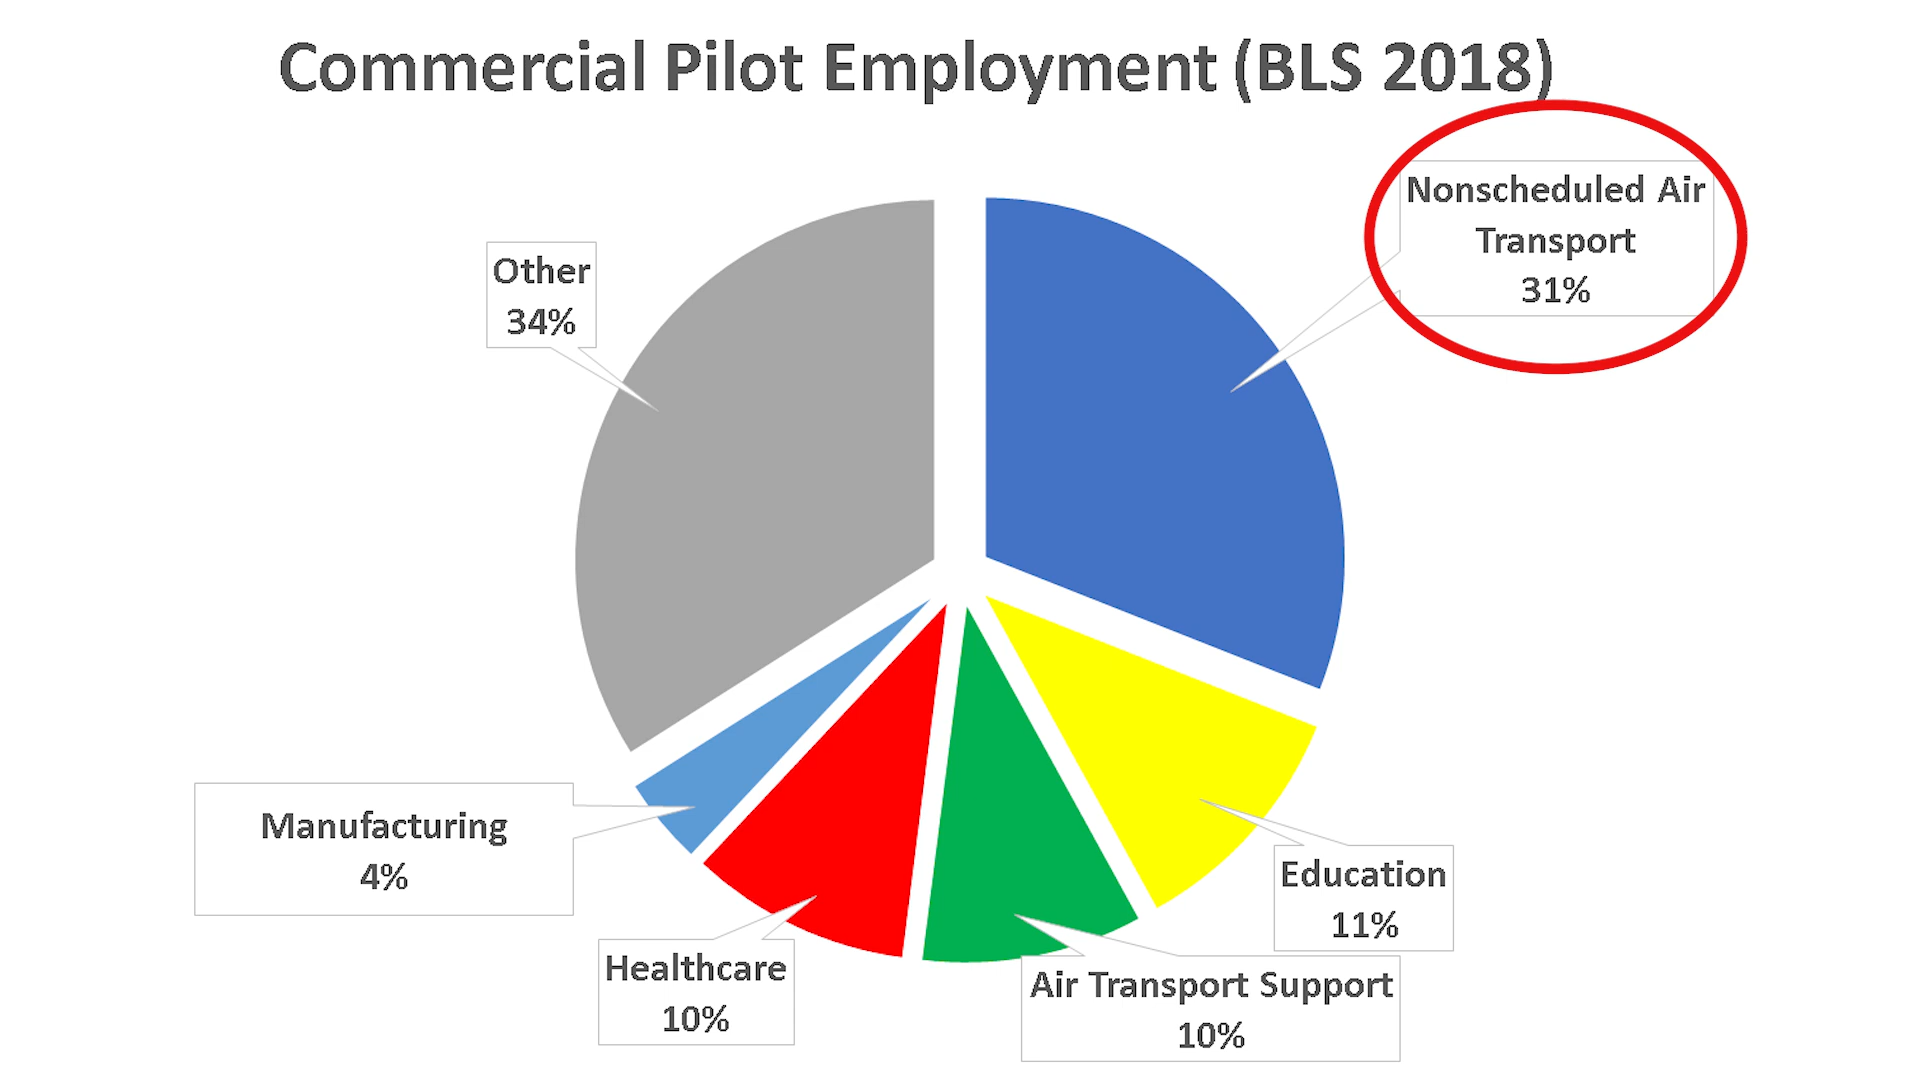 Commercial Pilot Employment (BLS 2018)
Nonscheduled Air
Transport
31%
Other
34%
Manufacturing
4%
Education
11%
Healthcare
10%
Air Transport Support
10%